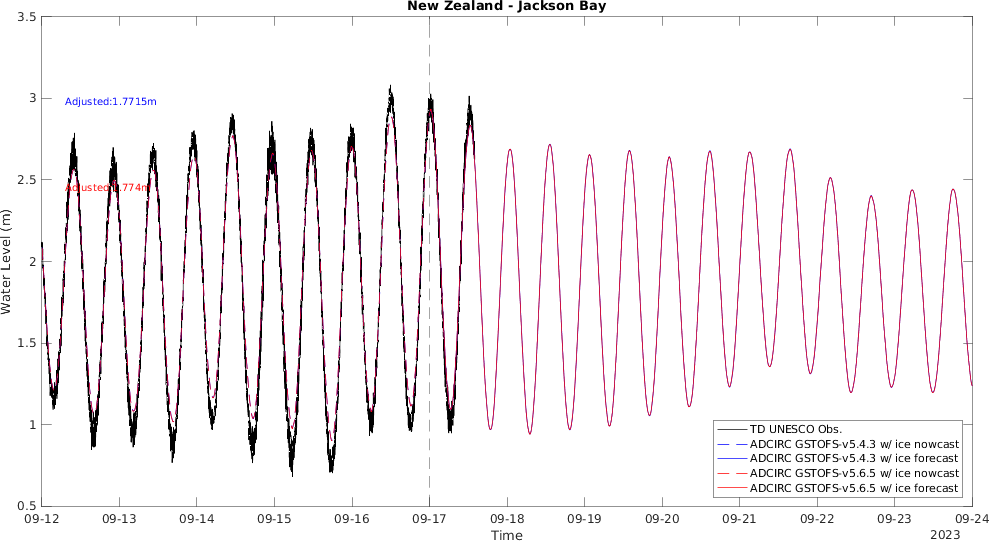 New Zealand - Jackson Bay
3.5
3
2.5
2
1.5
1
0.5
Water Level (m)
Adjusted:1.7715m
Adjusted:1.774m
TD UNESCO Obs.
ADCIRC GSTOFS-v5.4.3 w/ ice nowcast
ADCIRC GSTOFS-v5.4.3 w/ ice forecast
ADCIRC GSTOFS-v5.6.5 w/ ice nowcast
ADCIRC GSTOFS-v5.6.5 w/ ice forecast
09-12 09-13 09-14 09-15 09-16 09-17 09-18 09-19 09-20 09-21 09-22 09-23 09-24
Time
2023